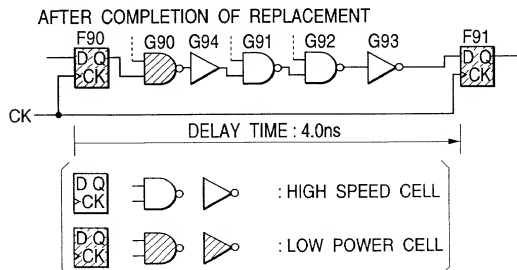 AFTER COMPLETION OF REPLACEMENT
F90 G90 G94 G91 G92 G93 F91
D Q D Q
CK CK
CK
DELAY TIME : 4.0ns
D Q
CK : HIGH SPEED CELL
D Q
CK : LOW POWER CELL